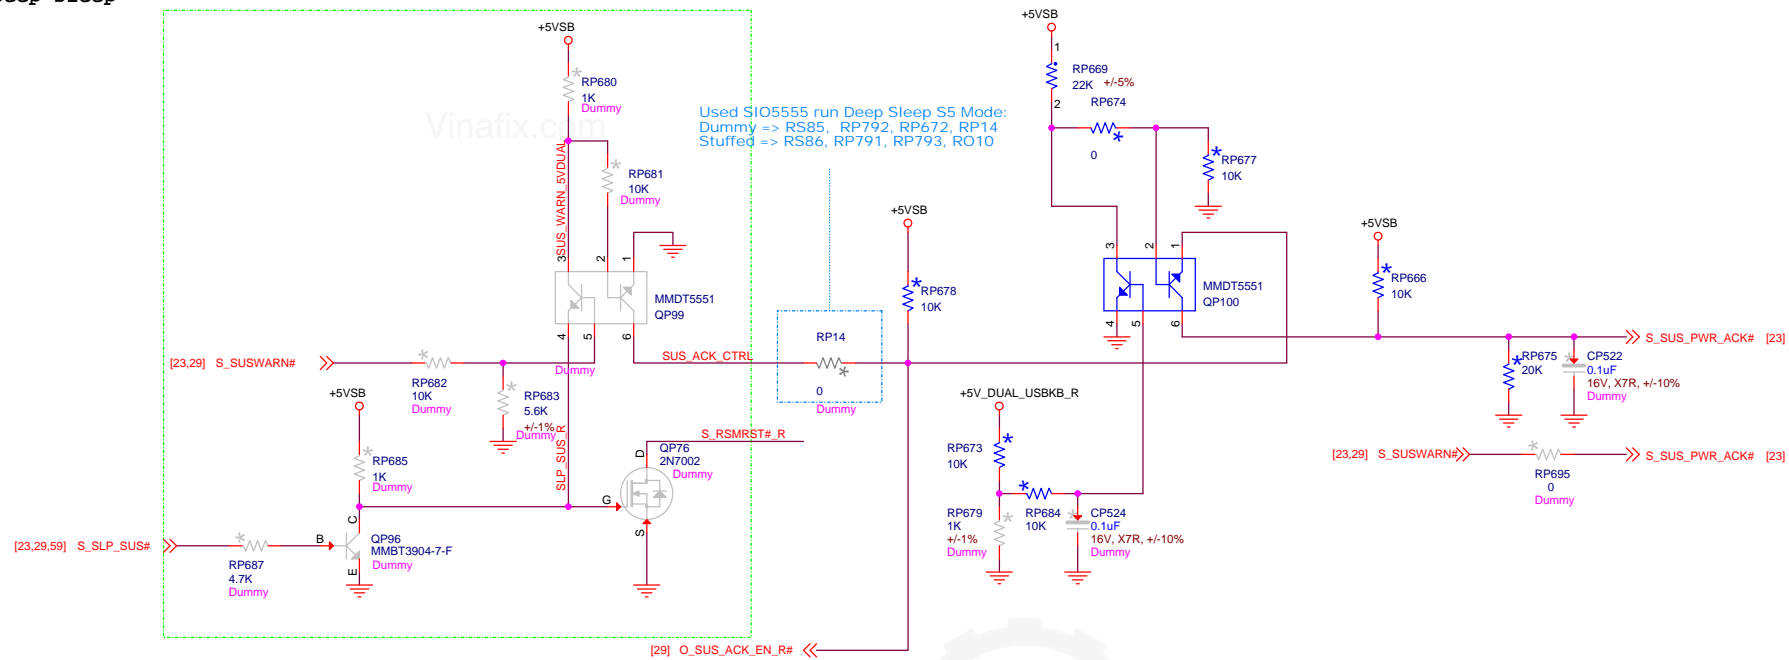 +5VSB
RP680
1K
Dummy
Vinafix.com
SUS_WARN_5VDUAL
RP681
10K
Dummy
3
2
1
MMDT5551
QP99
4
5
6
[23,29] S_SUSWARN#
RP682
10K
Dummy
Dummy
RP683
5.6K
+/-1%
Dummy
SUS_ACK_CTRL
SLP_SUS_R
+5VSB
RP685
1K
Dummy
[23,29,59] S_SLP_SUS#
RP687
4.7K
Dummy
B
C
E
QP96
MMBT3904-7-F
Dummy
S_RSMRST#_R
D
G
S
QP76
2N7002
Dummy
Used SIO5555 run Deep Sleep S5 Mode:
Dummy => RS85, RP792, RP672, RP14
Stuffed => RS86, RP791, RP793, RO10
RP14
0
Dummy
+5VSB
RP678
10K
[29] O_SUS_ACK_EN_R#
+5VSB
1
RP669
22K +/-5%
2
RP674
0
RP677
10K
3
2
1
MMDT5551
QP100
4
5
6
+5V_DUAL_USBKB_R
RP673
10K
RP679
1K
+/-1%
Dummy
RP684
10K
CP524
0.1uF
16V, X7R, +/-10%
Dummy
+5VSB
RP666
10K
S_SUS_PWR_ACK# [23]
RP675
20K
CP522
0.1uF
16V, X7R, +/-10%
Dummy
[23,29] S_SUSWARN#
RP695
0
Dummy
S_SUS_PWR_ACK# [23]